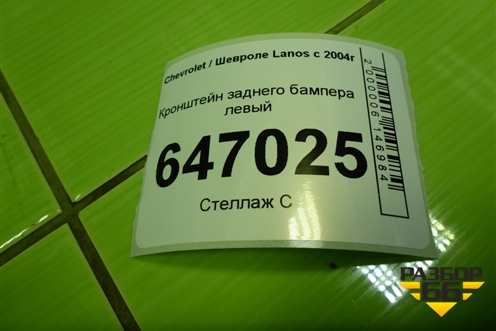 Chevrolet / Шевроле Lanos с 2004г
Кронштейн заднего бампера
левый
647025
Стеллаж С
2000006146984
РАЗБОР
66